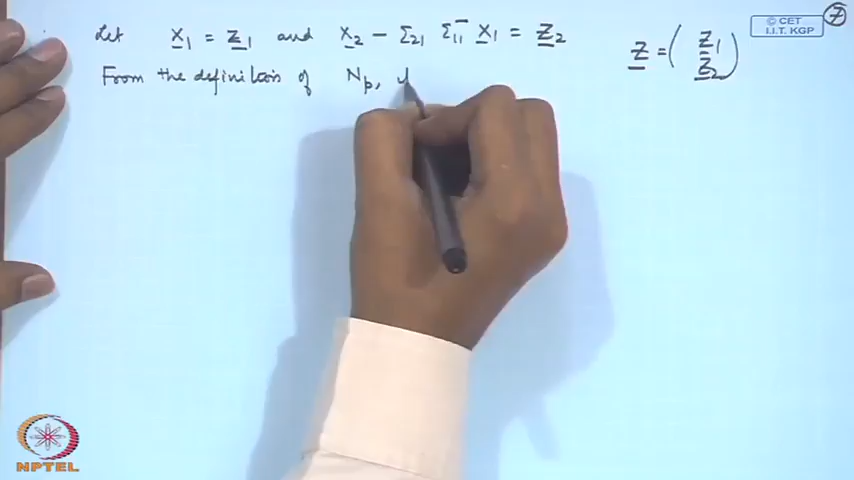 Let X1 = Z1 and X2 - Σ21 Σ11⁻ X1 = Z2
Z = ( Z1
Z2 )
From the definition of Np,
© CET
I.I.T. KGP
7
NPTEL